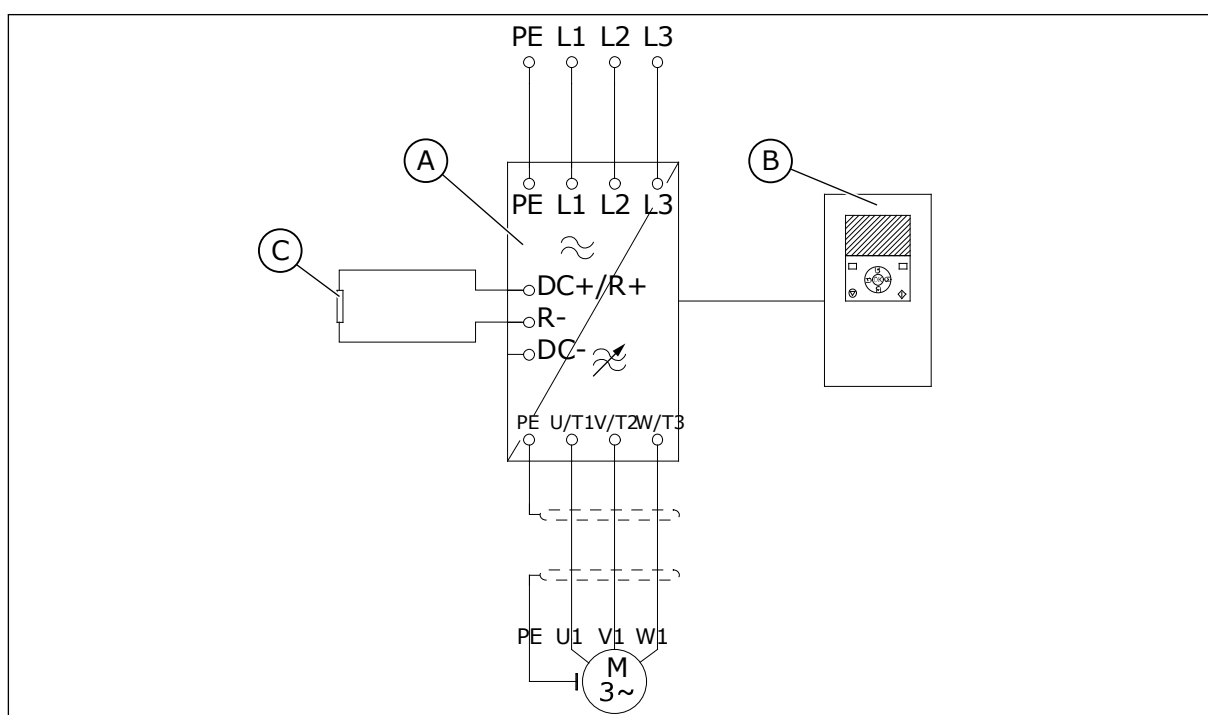 PE L1 L2 L3
A
B
PE L1 L2 L3
C
DC+/R+
R-
DC-
PE U/T1 V/T2 W/T3
PE U1 V1 W1
M
3~